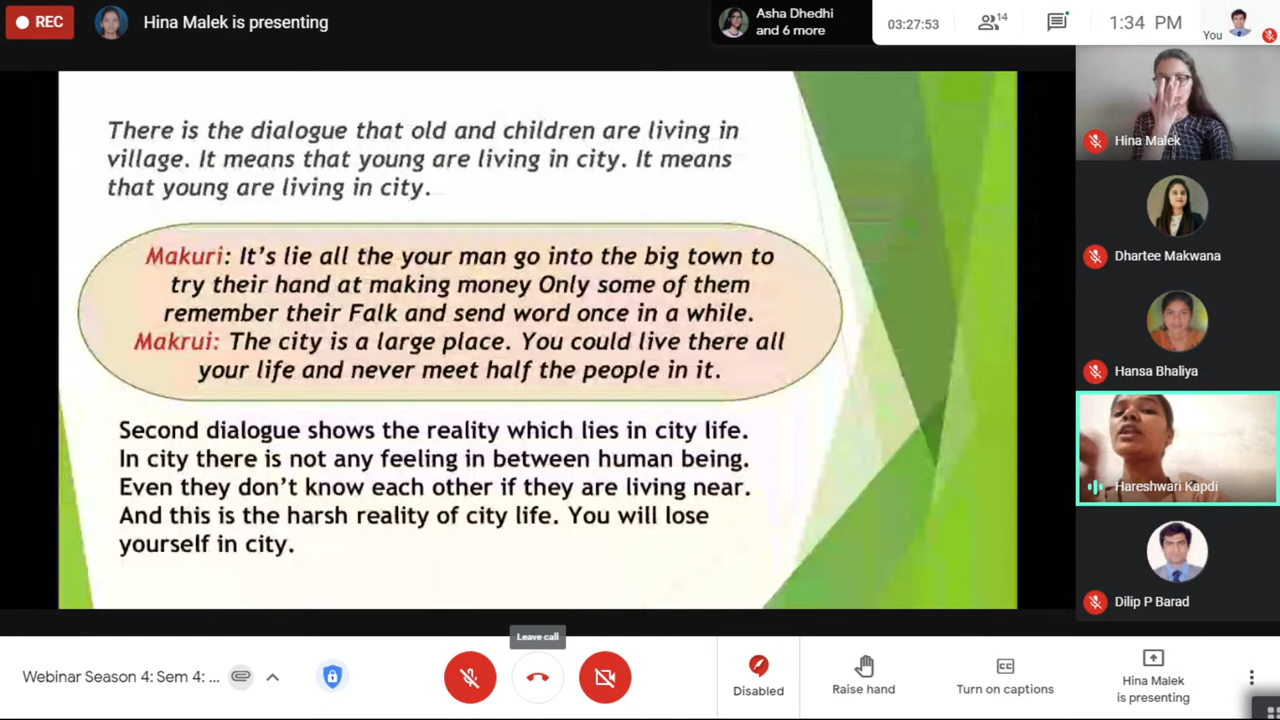 REC
Hina Malek is presenting
Asha Dhedhi
and 6 more
03:27:53
14
1:34 PM
You
There is the dialogue that old and children are living in
village. It means that young are living in city. It means
that young are living in city.
Makuri: It's lie all the your man go into the big town to
try their hand at making money Only some of them
remember their Falk and send word once in a while.
Makrui: The city is a large place. You could live there all
your life and never meet half the people in it.
Second dialogue shows the reality which lies in city life.
In city there is not any feeling in between human being.
Even they don't know each other if they are living near.
And this is the harsh reality of city life. You will lose
yourself in city.
Hina Malek
Dhartee Makwana
Hansa Bhaliya
Hareshwari Kapdi
Dilip P Barad
Leave call
Webinar Season 4: Sem 4: ...
Disabled
Raise hand
CC
Turn on captions
Hina Malek
is presenting